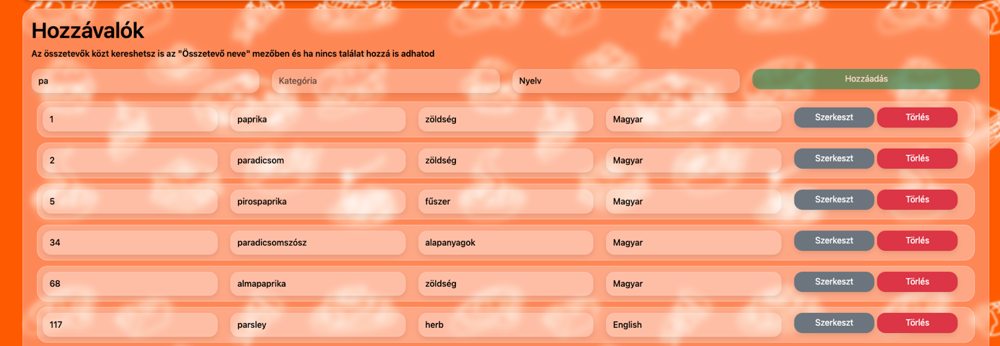 Hozzávalók
Az összetevők közt kereshetsz is az "Összetevő neve" mezőben és ha nincs találat hozzá is adhatod
pa Kategória Nyelv Hozzáadás
1 paprika zöldség Magyar Szerkeszt Törlés
2 paradicsom zöldség Magyar Szerkeszt Törlés
5 pirospaprika fűszer Magyar Szerkeszt Törlés
34 paradicsomszósz alapanyagok Magyar Szerkeszt Törlés
68 almapaprika zöldség Magyar Szerkeszt Törlés
117 parsley herb English Szerkeszt Törlés